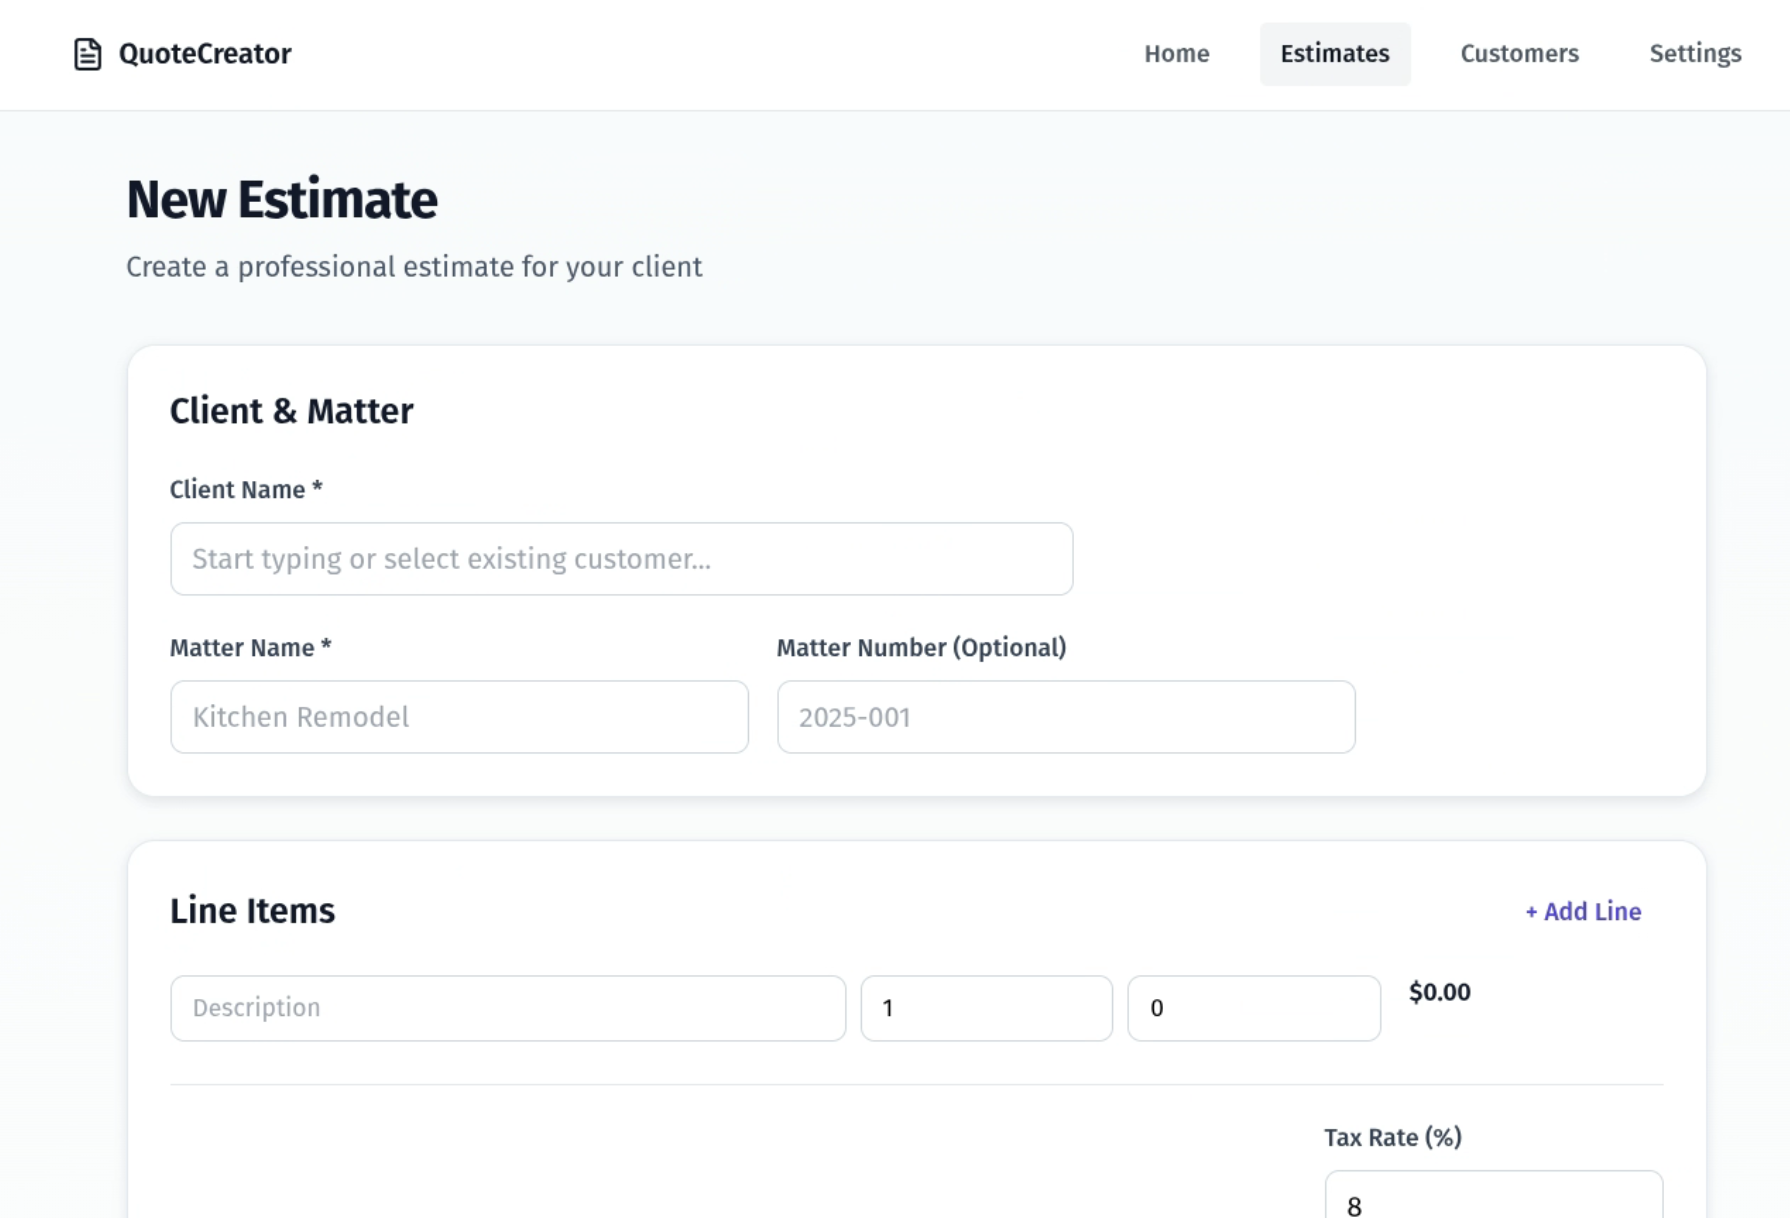 QuoteCreator
Home
Estimates
Customers
Settings
New Estimate
Create a professional estimate for your client
Client & Matter
Client Name *
Start typing or select existing customer...
Matter Name *
Matter Number (Optional)
Kitchen Remodel
2025-001
Line Items
+ Add Line
Description
1
0
$0.00
Tax Rate (%)
8